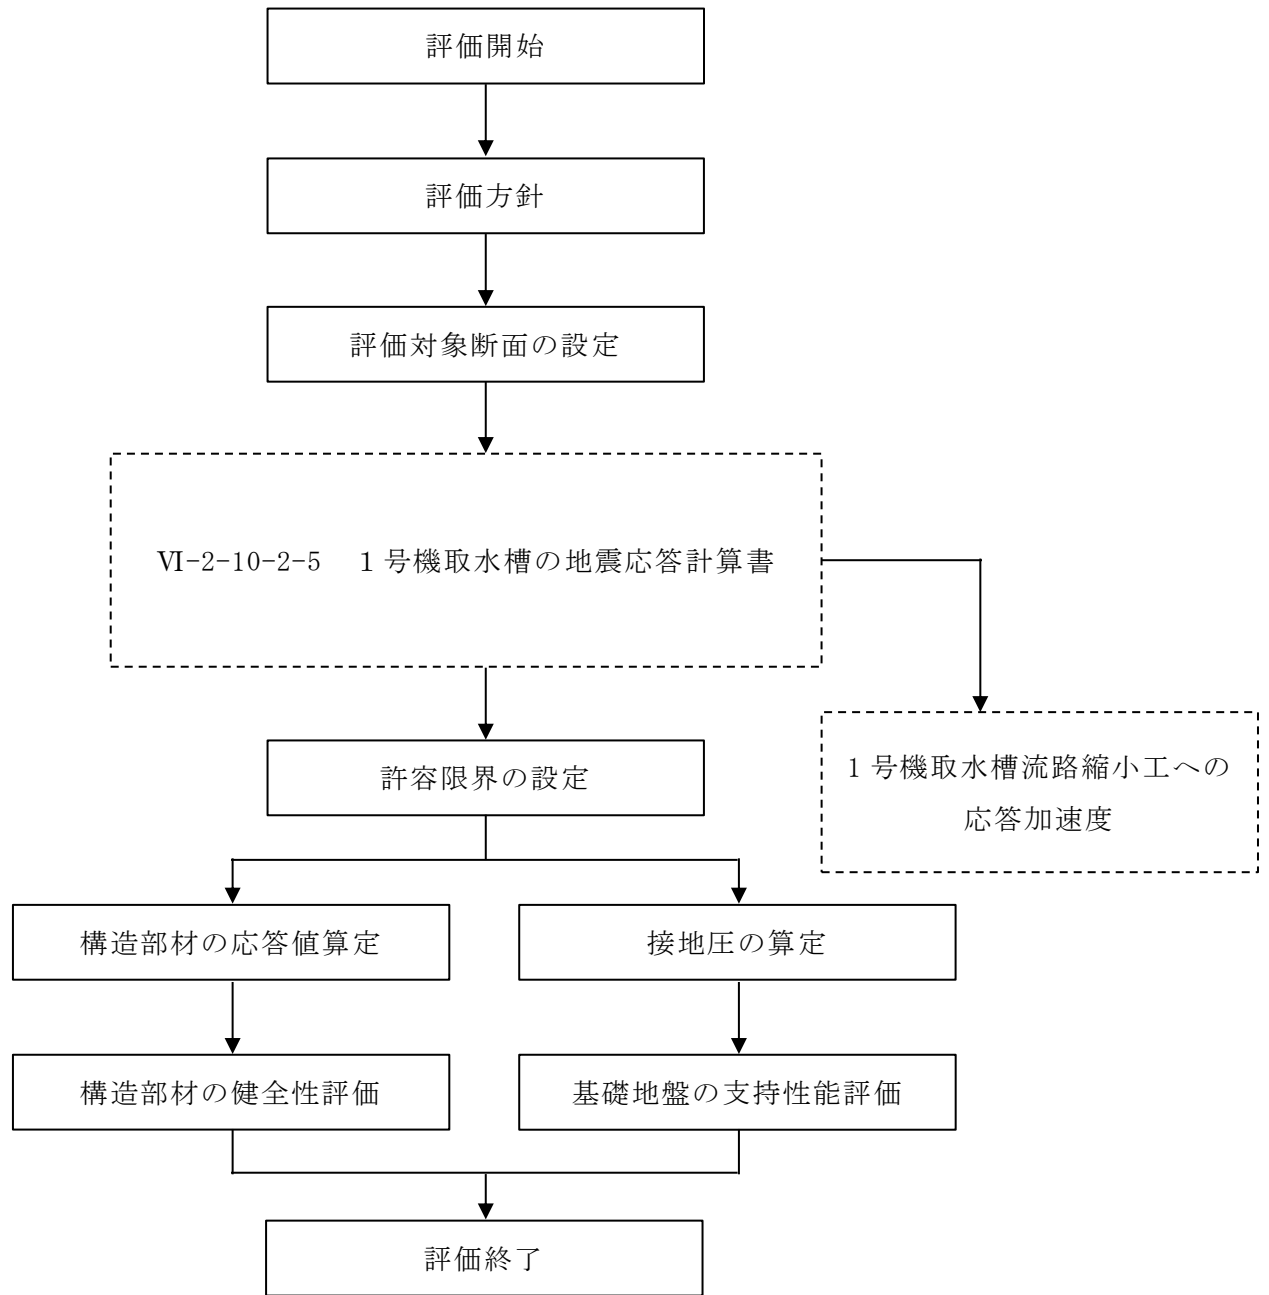 評価開始
評価方針
評価対象断面の設定
Ⅵ-2-10-2-5　１号機取水槽の地震応答計算書
許容限界の設定
１号機取水槽流路縮小工への
応答加速度
構造部材の応答値算定
接地圧の算定
構造部材の健全性評価
基礎地盤の支持性能評価
評価終了